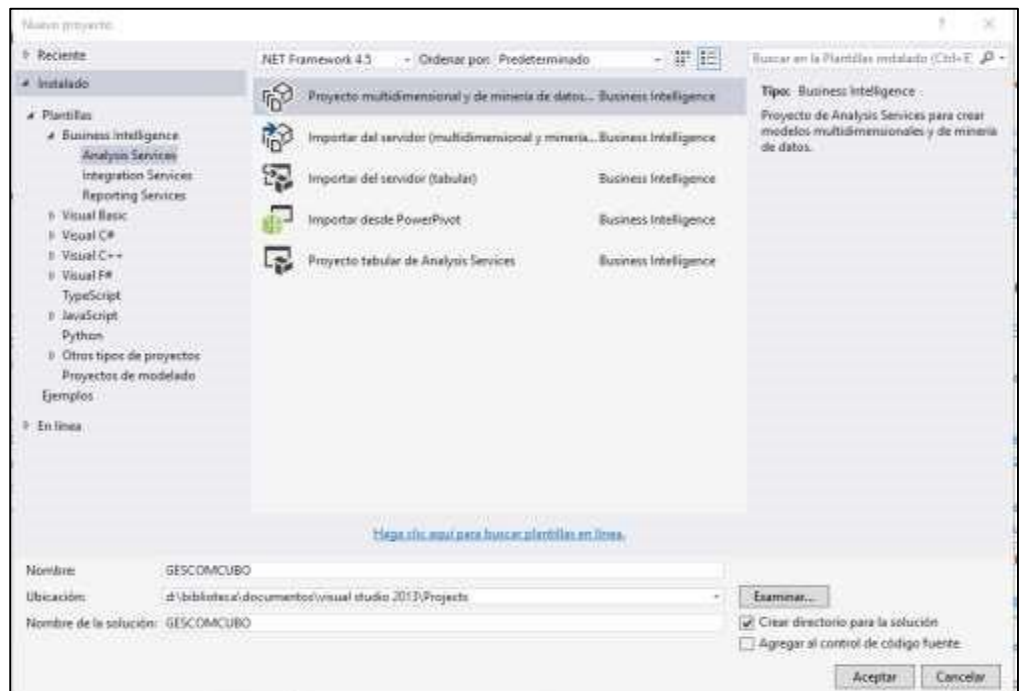 Nuevo proyecto
? ×
Reciente
.NET Framework 4.5
Ordenar por: Predeterminado
Buscar en la Plantillas instalado (Ctrl+E
Instalado
Plantillas
Business Intelligence
Analysis Services
Integration Services
Reporting Services
Visual Basic
Visual C#
Visual C++
Visual F#
TypeScript
JavaScript
Python
Otros tipos de proyectos
Proyectos de modelado
Ejemplos
En línea
Proyecto multidimensional y de minería de datos... Business Intelligence
Importar del servidor (multidimensional y minería... Business Intelligence
Importar del servidor (tabular) Business Intelligence
Importar desde PowerPivot Business Intelligence
Proyecto tabular de Analysis Services Business Intelligence
Tipo: Business Intelligence
Proyecto de Analysis Services para crear
modelos multidimensionales y de minería
de datos.
Haga clic aquí para buscar plantillas en línea.
Nombre: GESCOMCUBO
Ubicación: d:\biblioteca\documentos\visual studio 2013\Projects
Examinar...
Nombre de la solución: GESCOMCUBO
Crear directorio para la solución
Agregar al control de código fuente
Aceptar Cancelar